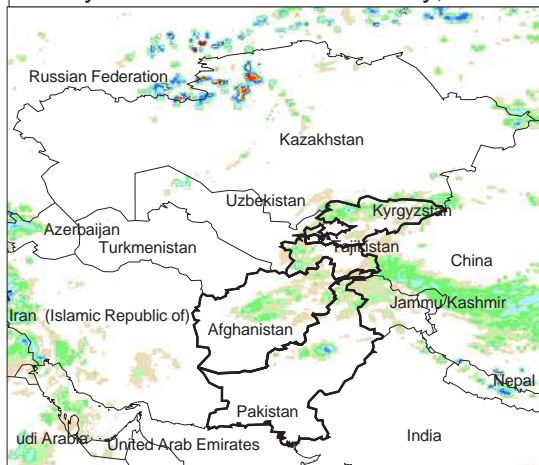 Russian Federation
Kazakhstan
Uzbekistan
Kyrgyzstan
Azerbaijan
Turkmenistan
Tajikistan
China
Iran (Islamic Republic of)
Jammu Kashmir
Afghanistan
Nepal
Pakistan
udi Arabia
United Arab Emirates
India